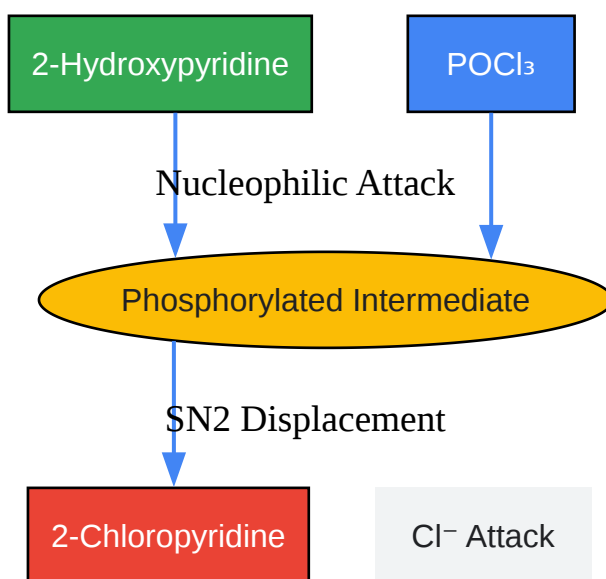 2-Hydroxypyridine
POCl₃
Nucleophilic Attack
Phosphorylated Intermediate
SN2 Displacement
2-Chloropyridine
Cl⁻ Attack